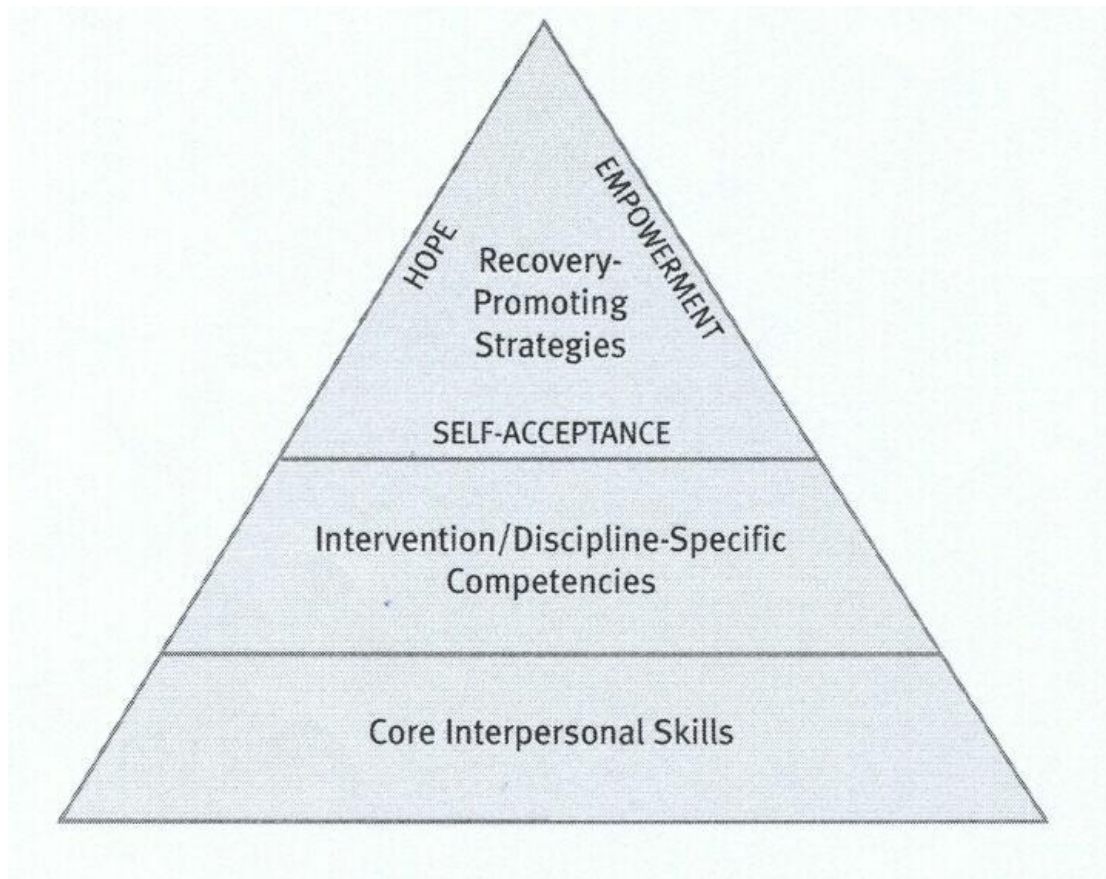 HOPE
EMPOWERMENT
Recovery-
Promoting
Strategies
SELF-ACCEPTANCE
Intervention/Discipline-Specific
Competencies
Core Interpersonal Skills